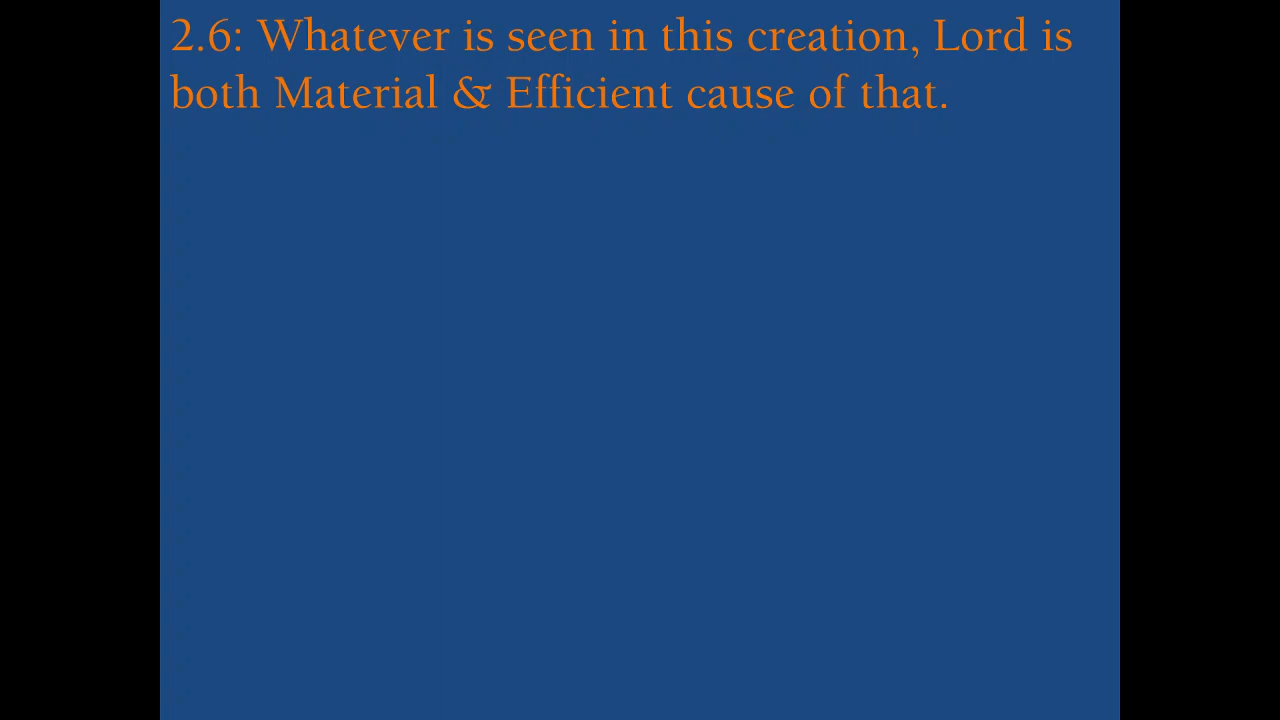 2.6: Whatever is seen in this creation, Lord is
both Material & Efficient cause of that.